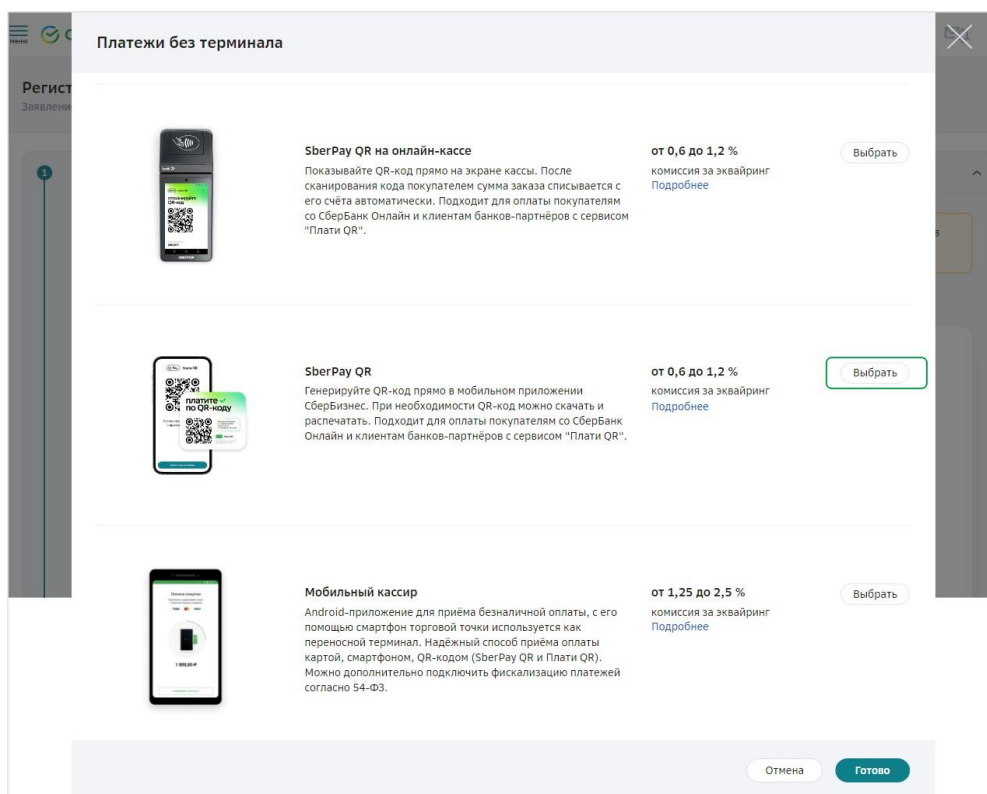 меню
Платежи без терминала
Регист
Заявлени
1
SberPay QR на онлайн-кассе
Показывайте QR-код прямо на экране кассы. После
сканирования кода покупателем сумма заказа списывается с
его счёта автоматически. Подходит для оплаты покупателям
со СберБанк Онлайн и клиентам банков-партнёров с сервисом
"Плати QR".
от 0,6 до 1,2 %
комиссия за эквайринг
Подробнее
Выбрать
SberPay QR
Генерируйте QR-код прямо в мобильном приложении
СберБизнес. При необходимости QR-код можно скачать и
распечатать. Подходит для оплаты покупателям со СберБанк
Онлайн и клиентам банков-партнёров с сервисом "Плати QR".
от 0,6 до 1,2 %
комиссия за эквайринг
Подробнее
Выбрать
платите
по QR-коду
Мобильный кассир
Android-приложение для приёма безналичной оплаты, с его
помощью смартфон торговой точки используется как
переносной терминал. Надёжный способ приёма оплаты
картой, смартфоном, QR-кодом (SberPay QR и Плати QR).
Можно дополнительно подключить фискализацию платежей
согласно 54-ФЗ.
от 1,25 до 2,5 %
комиссия за эквайринг
Подробнее
Выбрать
Отмена
Готово